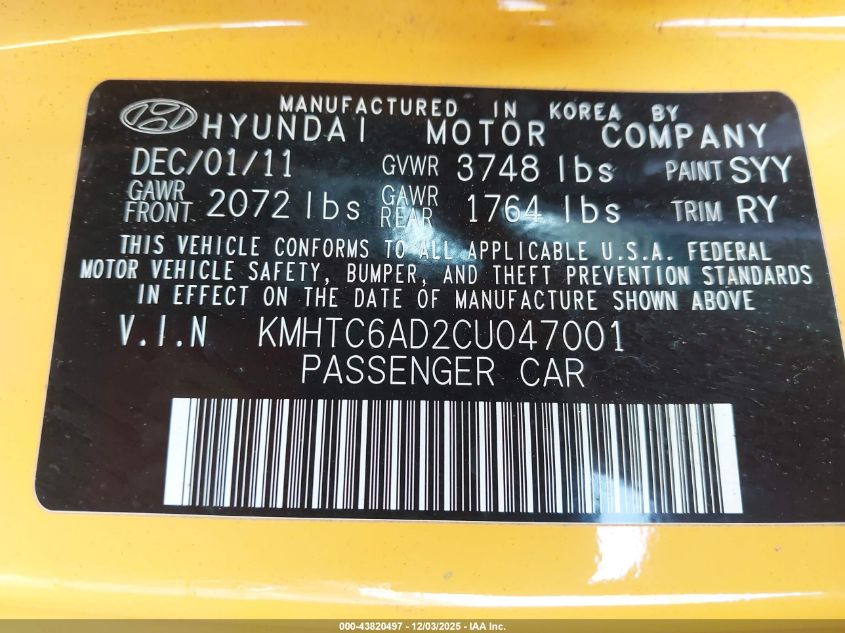 MANUFACTURED IN KOREA BY
HYUNDAI MOTOR COMPANY
DEC/01/11 GVWR 3748 lbs PAINT SYY
GAWR FRONT 2072 lbs GAWR REAR 1764 lbs TRIM RY
THIS VEHICLE CONFORMS TO ALL APPLICABLE U.S.A. FEDERAL
MOTOR VEHICLE SAFETY, BUMPER, AND THEFT PREVENTION STANDARDS
IN EFFECT ON THE DATE OF MANUFACTURE SHOWN ABOVE
V.I.N KMHTC6AD2CU047001
PASSENGER CAR
000-43820497 - 12/03/2025 - IAA Inc.